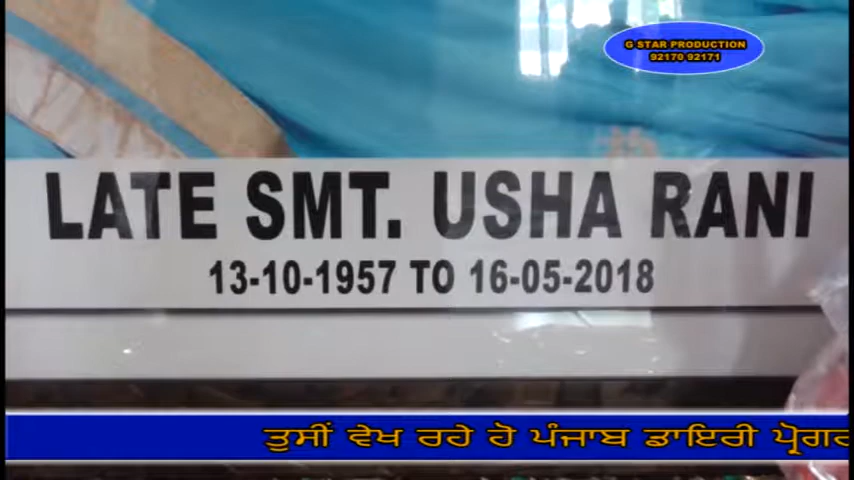 G STAR PRODUCTION
92170 92171
LATE SMT. USHA RANI
13-10-1957 TO 16-05-2018
ਤੁਸੀਂ ਵੇਖ ਰਹੇ ਹੋ ਪੰਜਾਬ ਡਾਇਰੀ